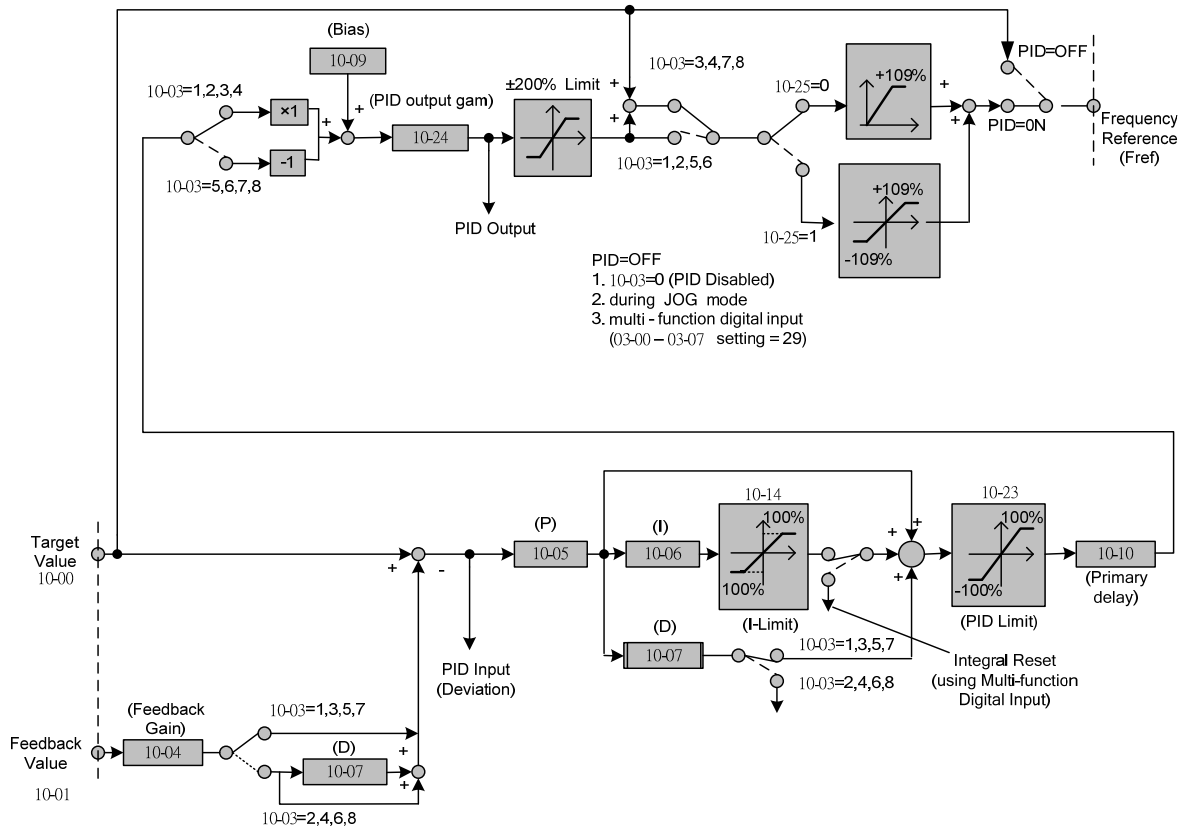 (Bias)
10-09
10-03=1,2,3,4
×1
-1
10-03=5,6,7,8
+
+
(PID output gam)
10-24
PID Output
±200% Limit
+
+
10-03=3,4,7,8
10-03=1,2,5,6
10-25=0
+109%
10-25=1
+109%
-109%
+
+
PID=OFF
PID=0N
Frequency
Reference
(Fref)
PID=OFF
1. 10-03=0 (PID Disabled)
2. during JOG mode
3. multi - function digital input
(03-00 – 03-07 setting = 29)
Target
Value
10-00
+
-
PID Input
(Deviation)
(P)
10-05
(I)
10-06
10-14
100%
100%
(I-Limit)
(D)
10-07
10-03=1,3,5,7
10-03=2,4,6,8
+
+
+
Integral Reset
(using Multi-function
Digital Input)
10-23
100%
-100%
(PID Limit)
10-10
(Primary
delay)
Feedback
Value
10-01
(Feedback
Gain)
10-04
10-03=1,3,5,7
(D)
10-07
+
+
10-03=2,4,6,8